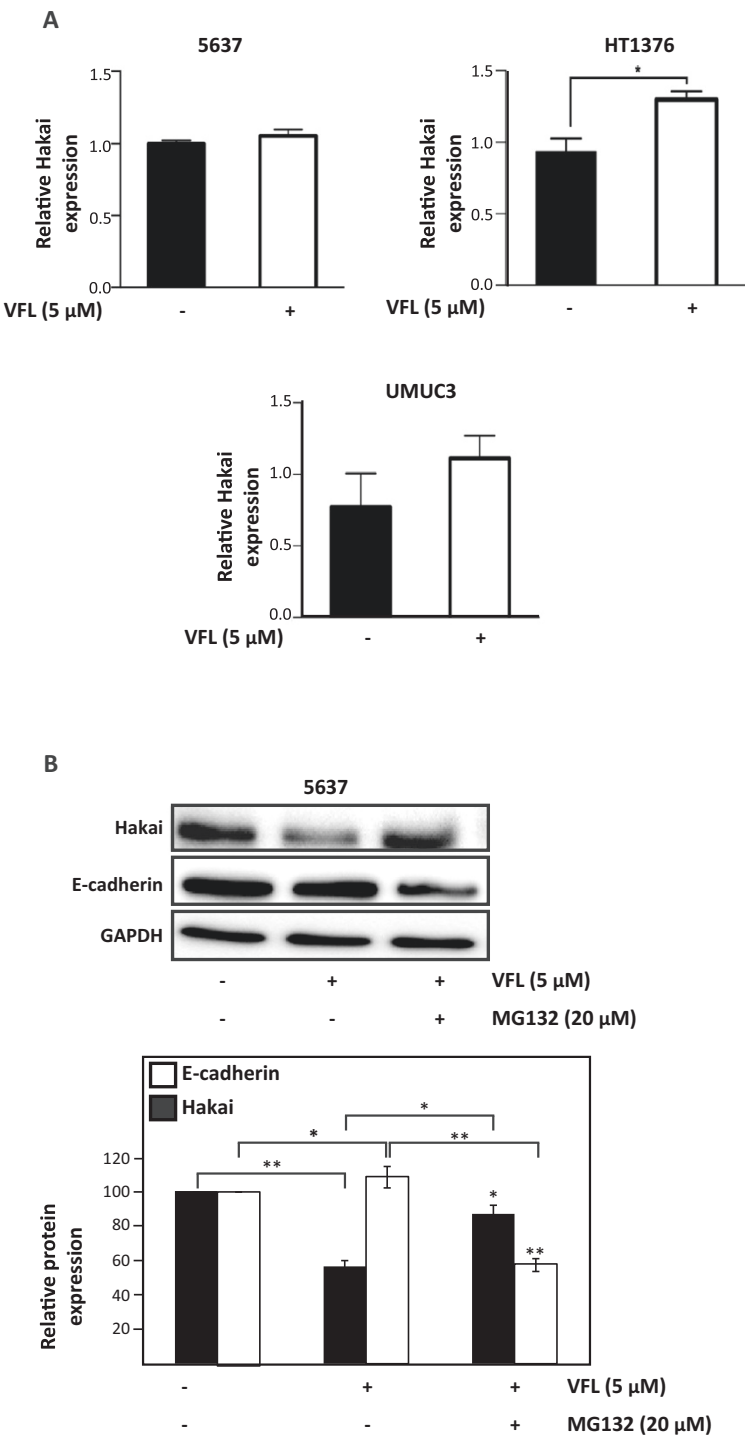 A
5637
Relative Hakai
expression
1.5
1.0
0.5
0.0
VFL (5 µM)
-
+
HT1376
Relative Hakai
expression
1.5
1.0
0.5
0.0
*
VFL (5 µM)
-
+
UMUC3
Relative Hakai
expression
1.5
1.0
0.5
0.0
VFL (5 µM)
-
+
B
5637
Hakai
E-cadherin
GAPDH
- + + VFL (5 µM)
- - + MG132 (20 µM)
E-cadherin
Hakai
Relative protein
expression
120
100
80
60
40
20
*
* **
**
*
**
- + + VFL (5 µM)
- - + MG132 (20 µM)